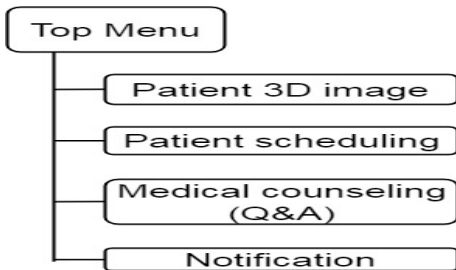 Top Menu
Patient 3D image
Patient scheduling
Medical counseling
(Q&A)
Notification